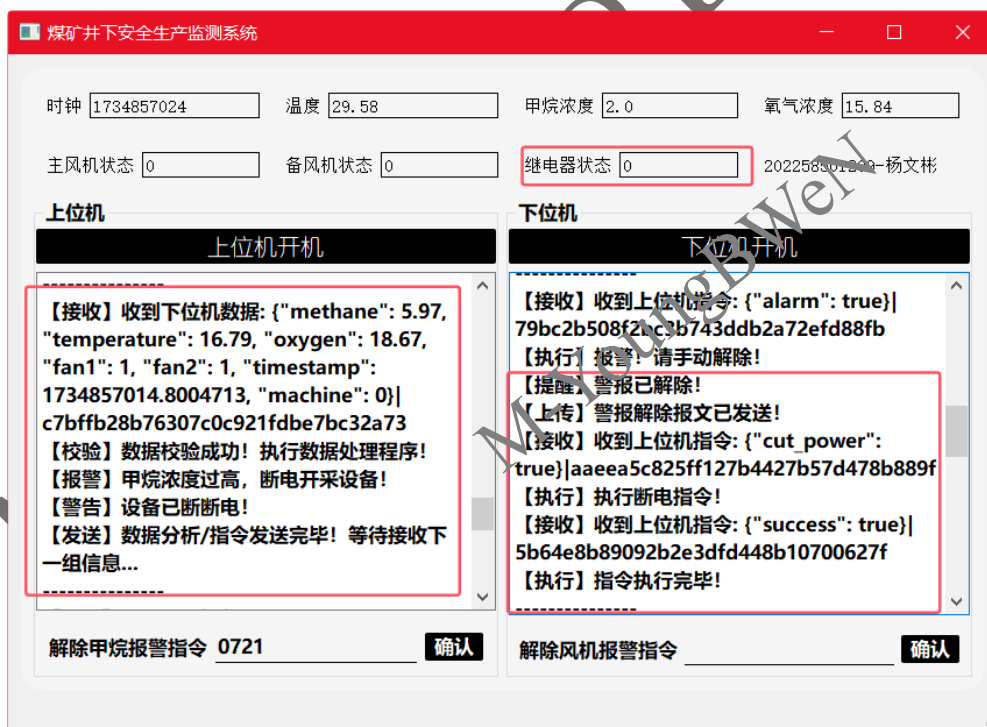 煤矿井下安全生产监测系统
时钟 1734857024 温度 29.58 甲烷浓度 2.0 氧气浓度 15.84
主风机状态 0 备风机状态 0 继电器状态 0 -杨文彬
上位机
上位机开机
---------------
【接收】收到下位机数据: {"methane": 5.97,
"temperature": 16.79, "oxygen": 18.67,
"fan1": 1, "fan2": 1, "timestamp":
1734857014.8004713, "machine": 0}|
c7bffb28b76307c0c921fdbe7bc32a73
【校验】数据校验成功！执行数据处理程序！
【报警】甲烷浓度过高，断电开采设备！
【警告】设备已断断电！
【发送】数据分析/指令发送完毕！等待接收下
一组信息...
---------------
解除甲烷报警指令 0721 确认
下位机
下位机开机
---------------
【接收】收到上位机指令: {"alarm": true}|
【执行】报警！请手动解除！
【提醒】警报已解除！
【上传】警报解除报文已发送！
【接收】收到上位机指令: {"cut_power":
true}|aaeea5c825ff127b4427b57d478b889f
【执行】执行断电指令！
【接收】收到上位机指令: {"success": true}|
5b64e8b89092b2e3dfd448b10700627f
【执行】指令执行完毕！
---------------
解除风机报警指令 确认
M-YoungBWeN